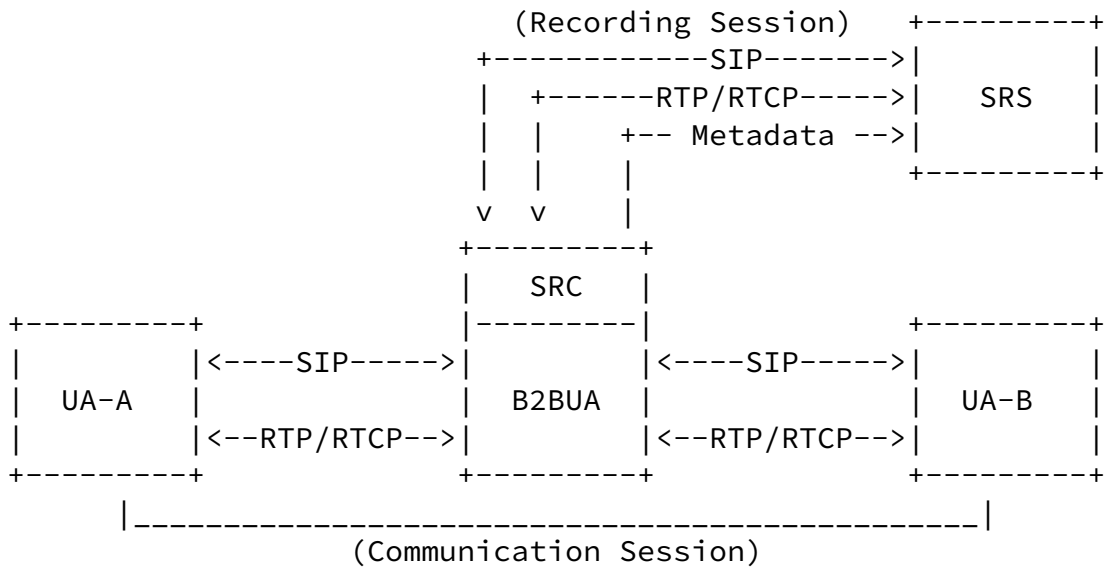 (Recording Session)
SIP
RTP/RTCP
SRS
Metadata
SRC
SIP
SIP
UA-A
B2BUA
UA-B
RTP/RTCP
RTP/RTCP
(Communication Session)